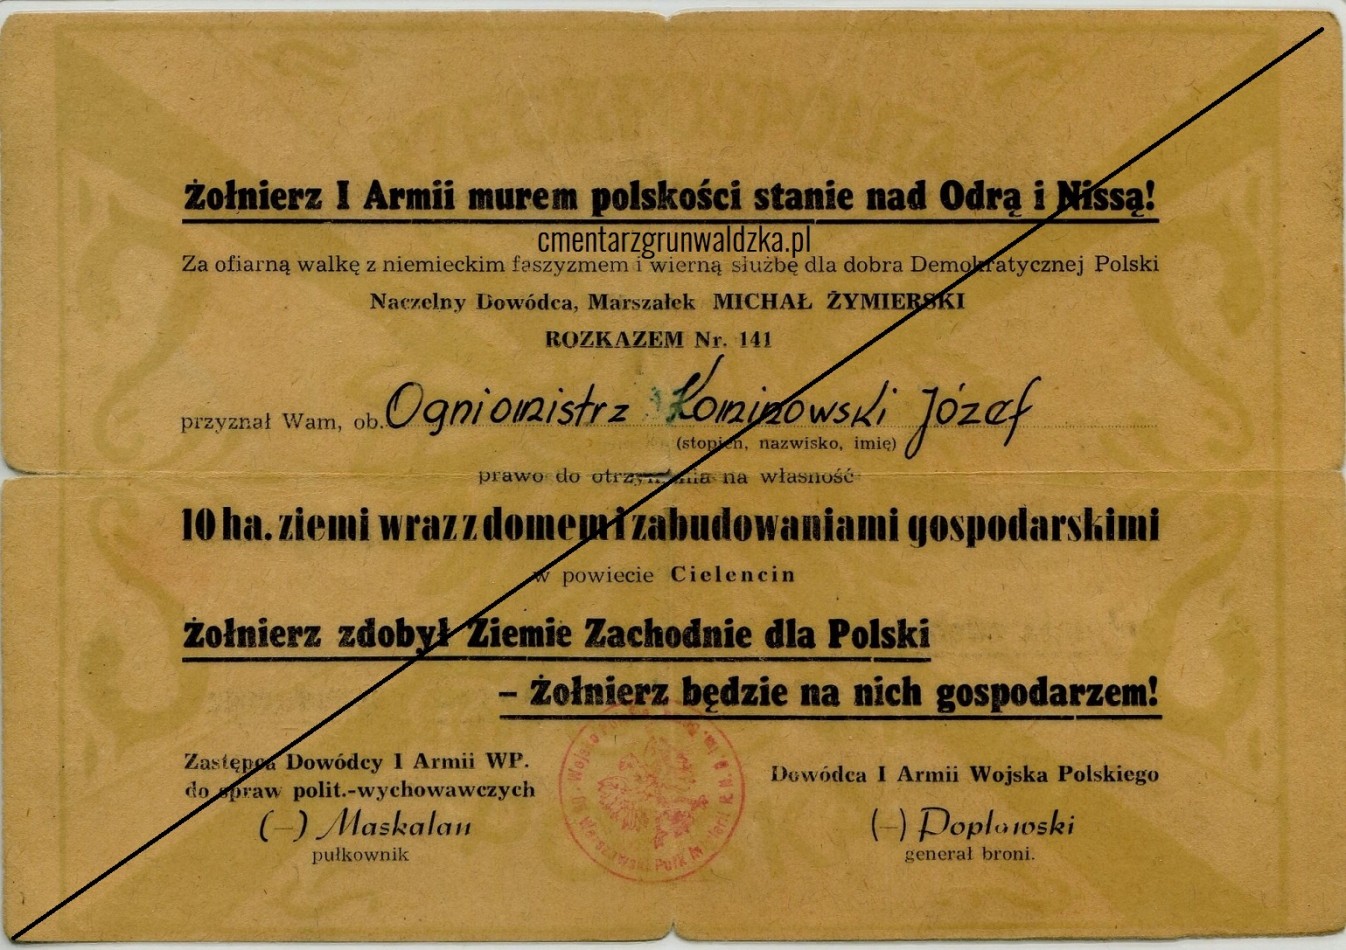 Żołnierz I Armii murem polskości stanie nad Odrą i Nissą!
cmentarzgrunwaldzka.pl
Za ofiarną walkę z niemieckim faszyzmem i wierną służbę dla dobra Demokratycznej Polski
Naczelny Dowódca, Marszałek MICHAŁ ŻYMIERSKI
ROZKAZEM Nr. 141
przyznał Wam, ob. Ogniomistrz Kominowski Józef
(stopień, nazwisko, imię)
prawo do otrzymania na własność
10 ha. ziemi wraz z domem i zabudowaniami gospodarskimi
w powiecie Cielencin
Żołnierz zdobył Ziemie Zachodnie dla Polski
– Żołnierz będzie na nich gospodarzem!
Zastępca Dowódcy I Armii WP.
do spraw polit.-wychowawczych
(—) Maskalan
pułkownik
Dowódca I Armii Wojska Polskiego
(—) Popławski
generał broni.